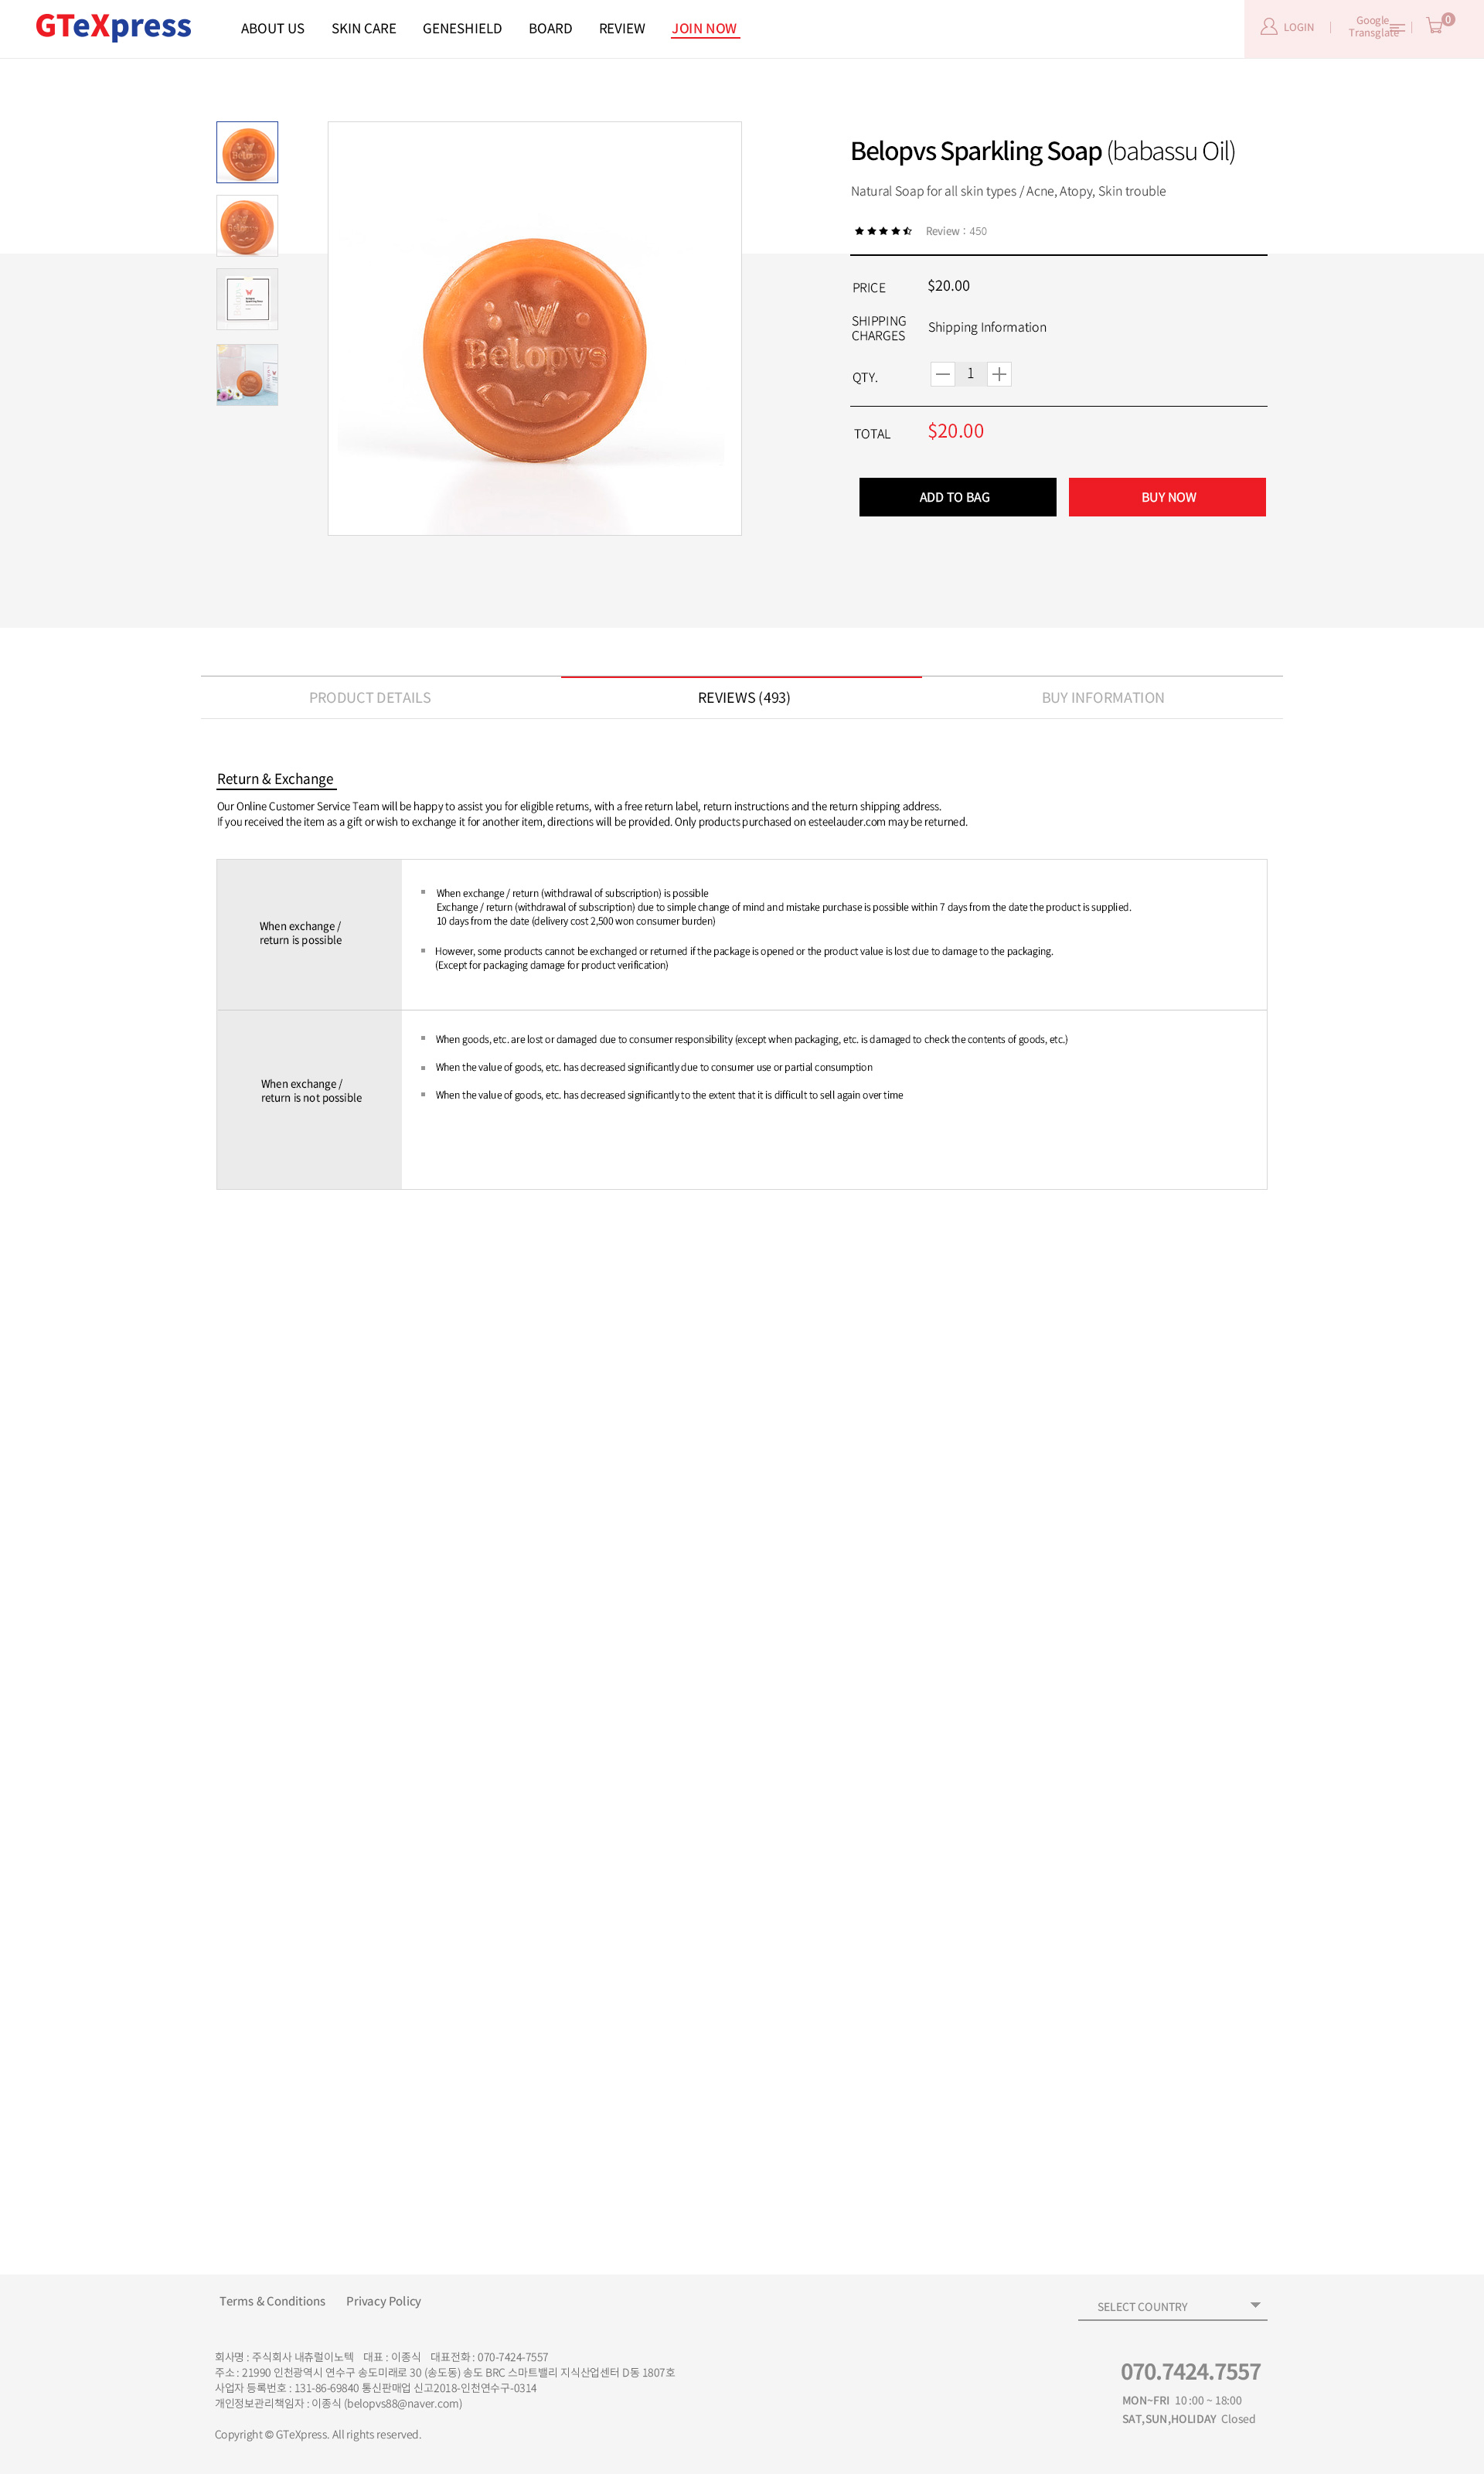 GTeXpress
ABOUT US SKIN CARE GENESHIELD BOARD REVIEW JOIN NOW
LOGIN
Google
Transglate
0
Belopvs
Belopvs Sparkling Soap (babassu Oil)
Natural Soap for all skin types / Acne, Atopy, Skin trouble
Review : 450
PRICE $20.00
SHIPPING
CHARGES
Shipping Information
QTY. 1
TOTAL $20.00
ADD TO BAG BUY NOW
PRODUCT DETAILS REVIEWS (493) BUY INFORMATION
Return & Exchange
Our Online Customer Service Team will be happy to assist you for eligible returns, with a free return label, return instructions and the return shipping address.
If you received the item as a gift or wish to exchange it for another item, directions will be provided. Only products purchased on esteelauder.com may be returned.
When exchange /
return is possible
When exchange / return (withdrawal of subscription) is possible
Exchange / return (withdrawal of subscription) due to simple change of mind and mistake purchase is possible within 7 days from the date the product is supplied.
10 days from the date (delivery cost 2,500 won consumer burden)
However, some products cannot be exchanged or returned if the package is opened or the product value is lost due to damage to the packaging.
(Except for packaging damage for product verification)
When exchange /
return is not possible
When goods, etc. are lost or damaged due to consumer responsibility (except when packaging, etc. is damaged to check the contents of goods, etc.)
When the value of goods, etc. has decreased significantly due to consumer use or partial consumption
When the value of goods, etc. has decreased significantly to the extent that it is difficult to sell again over time
Terms & Conditions Privacy Policy
SELECT COUNTRY
회사명 : 주식회사 내츄럴이노텍 대표 : 이종식 대표전화 : 070-7424-7557
주소 : 21990 인천광역시 연수구 송도미래로 30 (송도동) 송도 BRC 스마트밸리 지식산업센터 D동 1807호
사업자 등록번호 : 131-86-69840 통신판매업 신고2018-인천연수구-0314
개인정보관리책임자 : 이종식 (belopvs88@naver.com)
Copyright © GTeXpress. All rights reserved.
070.7424.7557
MON~FRI 10 :00 ~ 18:00
SAT,SUN,HOLIDAY Closed